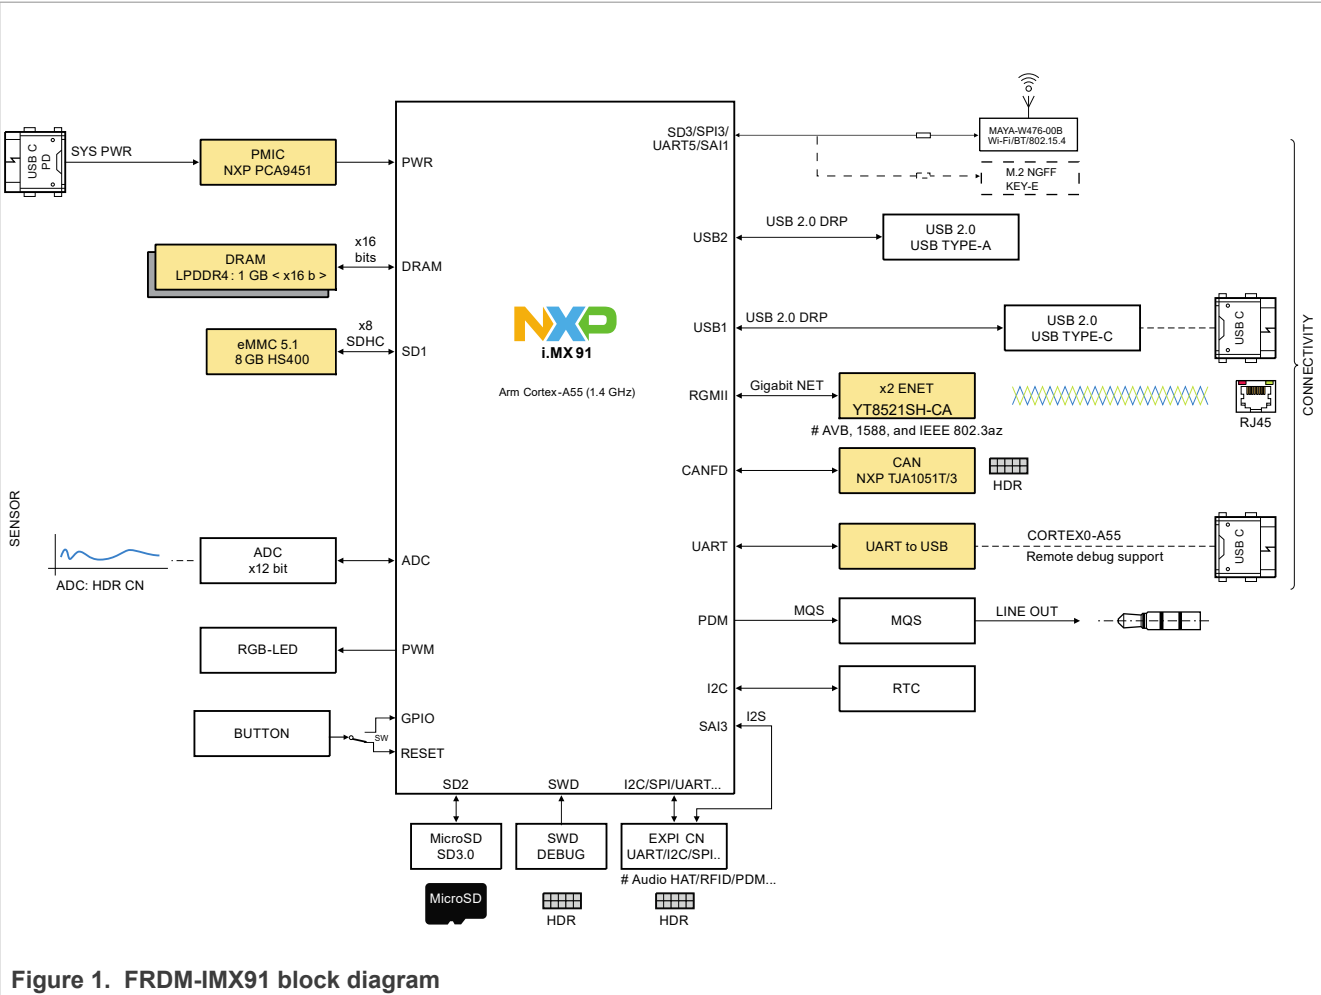 USB C
PD
SYS PWR
PMIC
NXP PCA9451
PWR
DRAM
LPDDR4 : 1 GB < x16 b >
x16
bits
DRAM
eMMC 5.1
8 GB HS400
x8
SDHC
SD1
NXP
i.MX 91
Arm Cortex-A55 (1.4 GHz)
SENSOR
ADC: HDR CN
ADC
x12 bit
ADC
RGB-LED
PWM
BUTTON
SW
GPIO
RESET
SD3/SPI3/
UART5/SAI1
MAYA-W476-00B
Wi-Fi/BT/802.15.4
M.2 NGFF
KEY-E
USB2
USB 2.0 DRP
USB 2.0
USB TYPE-A
USB1
USB 2.0 DRP
USB 2.0
USB TYPE-C
USB C
RGMII
Gigabit NET
x2 ENET
YT8521SH-CA
# AVB, 1588, and IEEE 802.3az
RJ45
CONNECTIVITY
CANFD
CAN
NXP TJA1051T/3
HDR
UART
UART to USB
CORTEX0-A55
Remote debug support
USB C
PDM
MQS
MQS
LINE OUT
I2C
RTC
SAI3
I2S
SD2
SWD
I2C/SPI/UART...
MicroSD
SD3.0
SWD
DEBUG
EXPI CN
UART/I2C/SPI..
# Audio HAT/RFID/PDM...
MicroSD
HDR
HDR
Figure 1. FRDM-IMX91 block diagram